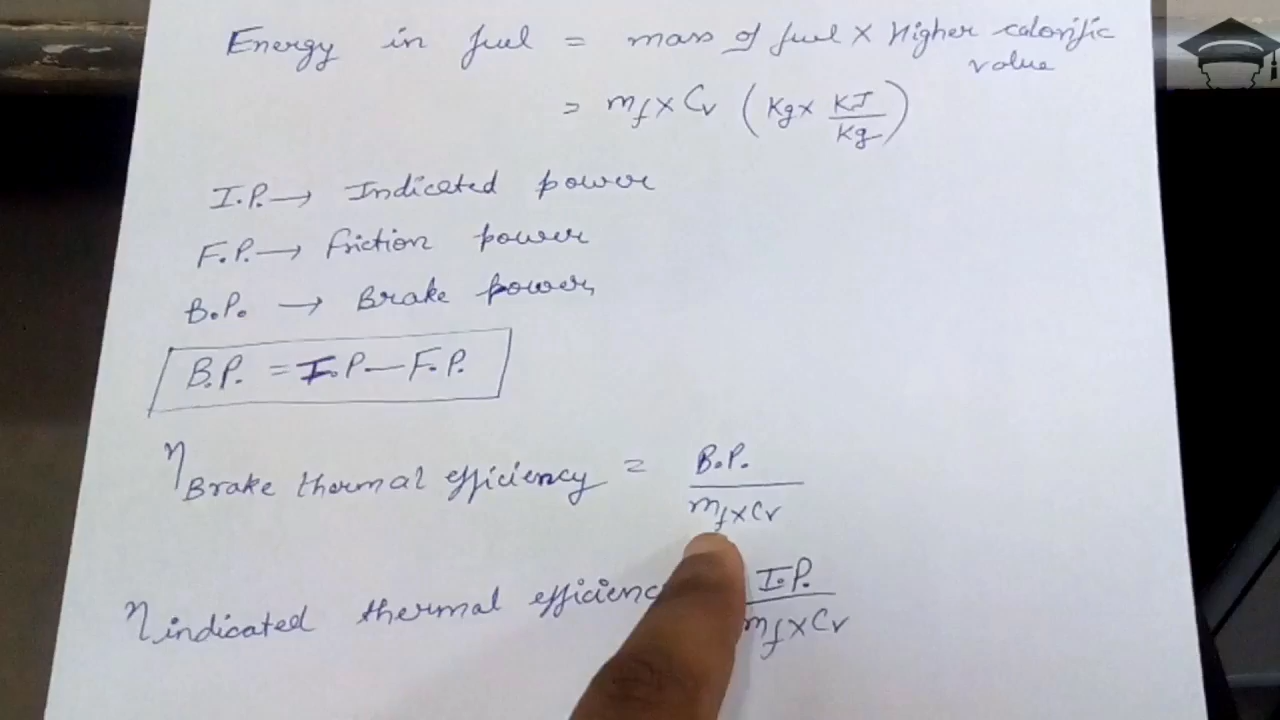 Energy in fuel = mass of fuel × Higher calorific
value
= mf × Cv (Kg × KJ/Kg)
I.P. → Indicated power
F.P. → friction power
B.P. → Brake power
B.P. = I.P – F.P.
η Brake thermal efficiency = B.P.
mf × Cv
η indicated thermal efficienc I.P.
mf × Cv